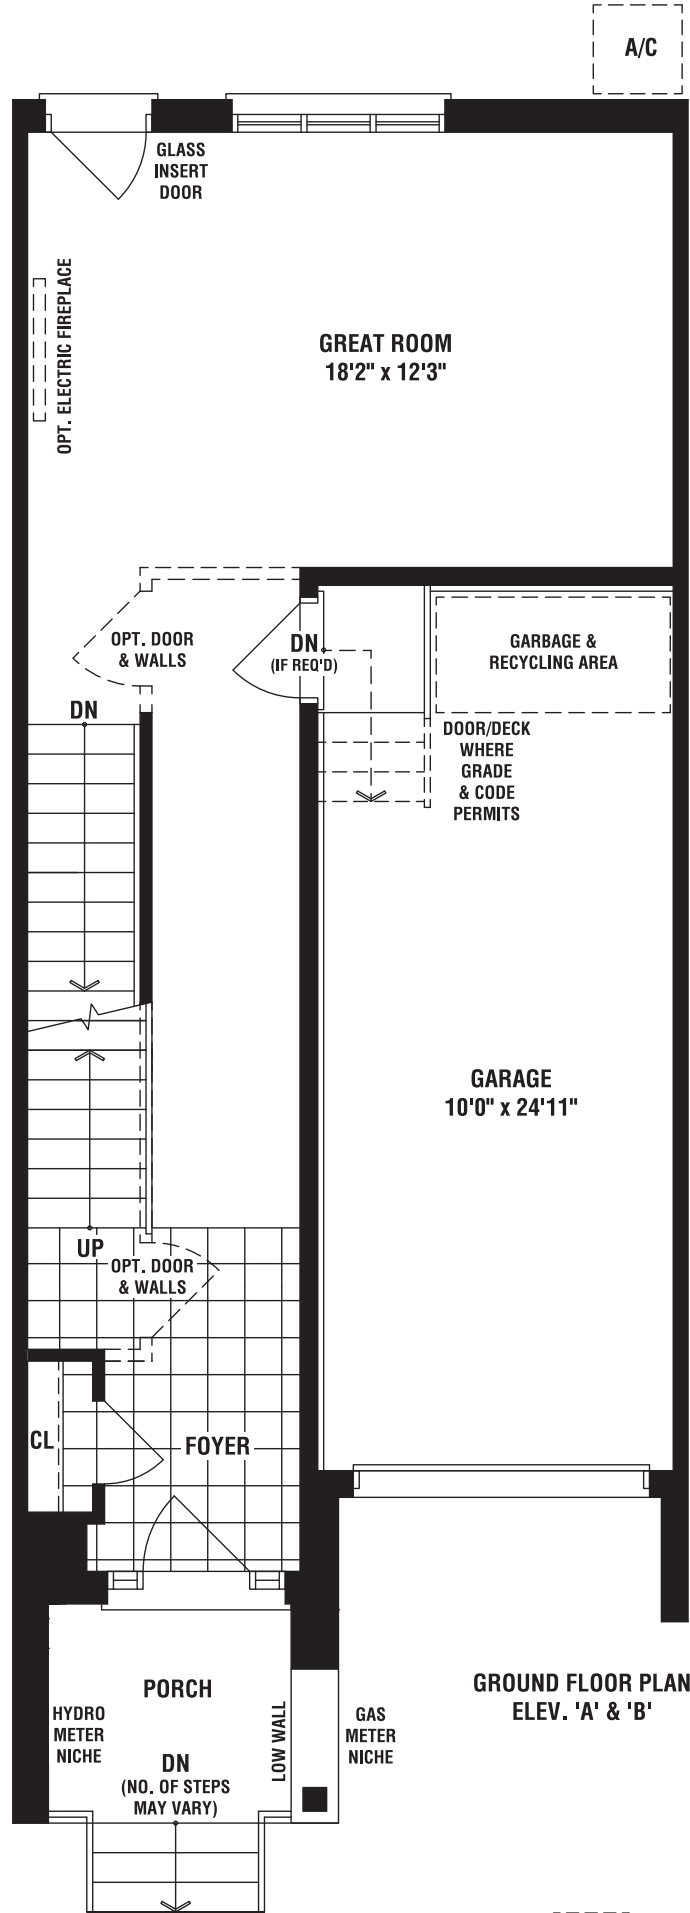 A/C
GLASS
INSERT
DOOR
OPT. ELECTRIC FIREPLACE
GREAT ROOM
18'2" x 12'3"
OPT. DOOR
& WALLS
DN
(IF REQ'D)
GARBAGE &
RECYCLING AREA
DN
DOOR/DECK
WHERE
GRADE
& CODE
PERMITS
GARAGE
10'0" x 24'11"
UP
OPT. DOOR
& WALLS
CL
FOYER
PORCH
HYDRO
METER
NICHE
LOW WALL
GAS
METER
NICHE
DN
(NO. OF STEPS
MAY VARY)
GROUND FLOOR PLAN
ELEV. 'A' & 'B'